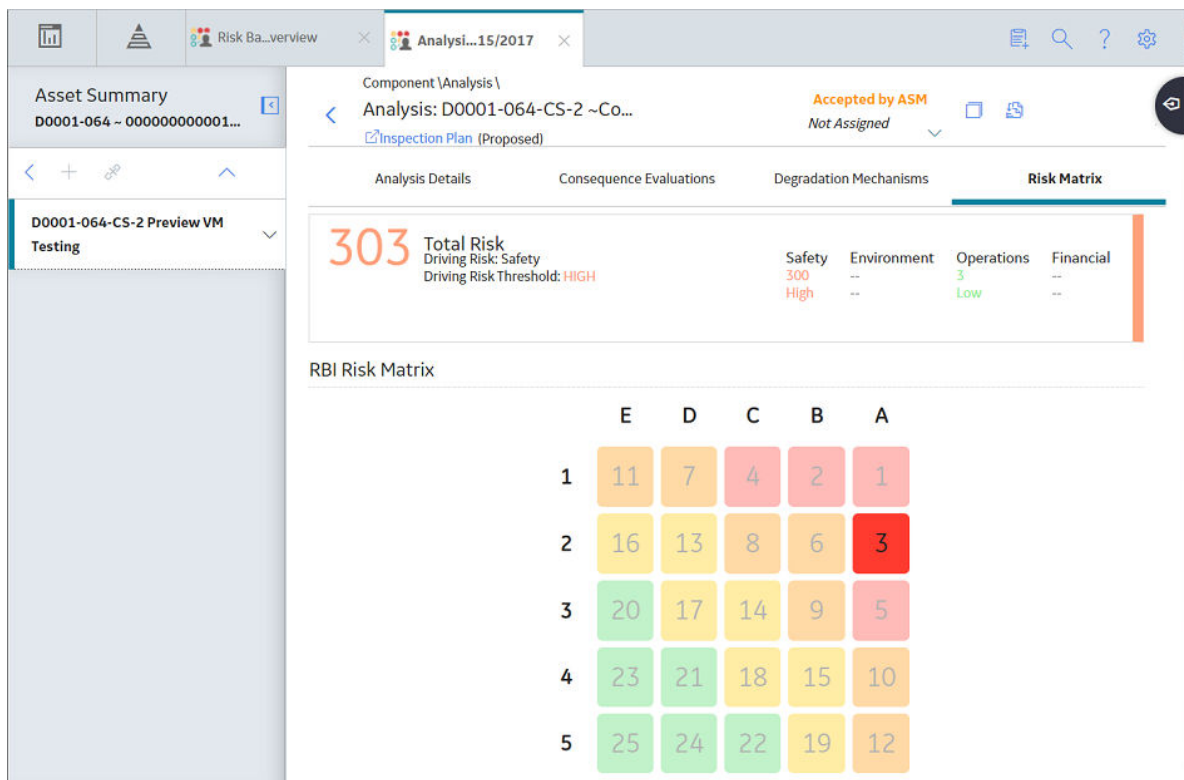 Risk Ba...verview
Analysi...15/2017
Asset Summary
D0001-064 ~ 000000000001...
D0001-064-CS-2 Preview VM
Testing
Component \Analysis \
Analysis: D0001-064-CS-2 ~Co...
Inspection Plan (Proposed)
Accepted by ASM
Not Assigned
Analysis Details Consequence Evaluations Degradation Mechanisms Risk Matrix
303
Total Risk
Driving Risk: Safety
Driving Risk Threshold: HIGH
Safety Environment Operations Financial
300 -- 3 --
High -- Low --
RBI Risk Matrix
E D C B A
1 11 7 4 2 1
2 16 13 8 6 3
3 20 17 14 9 5
4 23 21 18 15 10
5 25 24 22 19 12